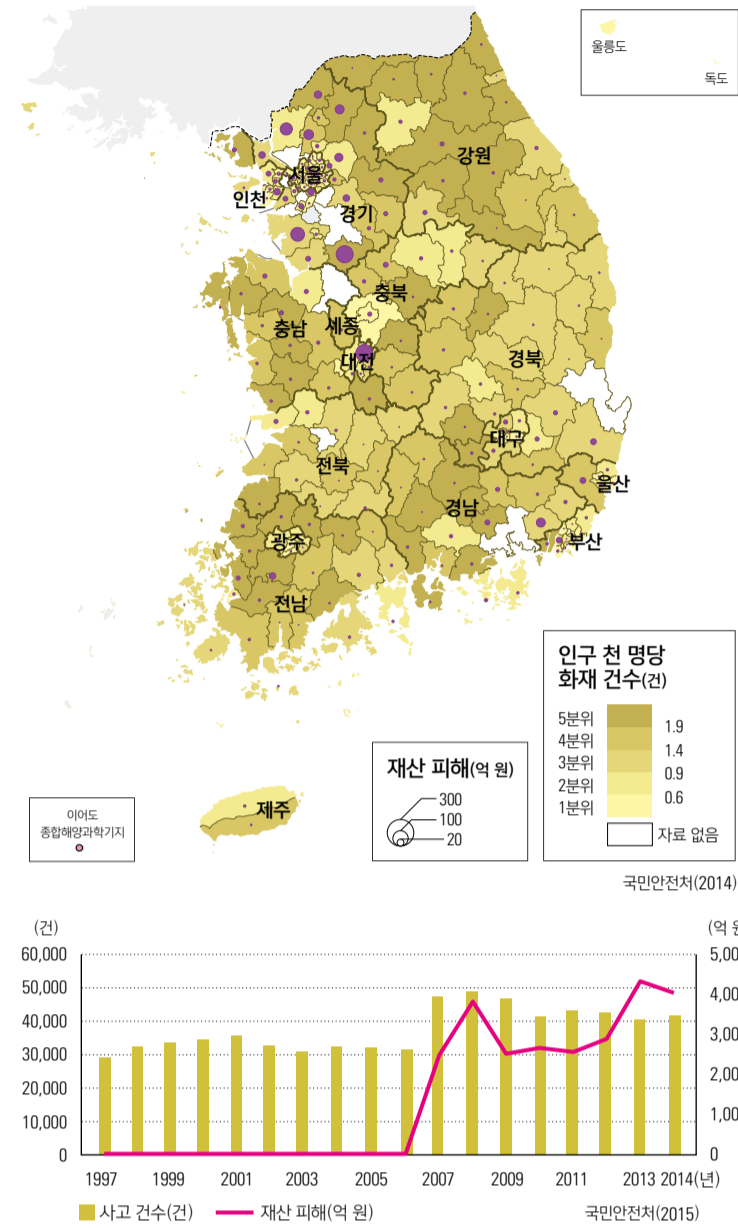 울릉도
독도
강원
서울
인천
경기
충북
충남
세종
대전
경북
대구
전북
울산
경남
부산
광주
전남
제주
이어도
종합해양과학기지
재산 피해(억 원)
300
100
20
인구 천 명당
화재 건수(건)
5분위
4분위
3분위
2분위
1분위
1.9
1.4
0.9
0.6
자료 없음
국민안전처(2014)
(건)
(억 원
60,000
50,000
40,000
30,000
20,000
10,000
0
5,00
4,00
3,00
2,00
1,00
0
1997 1999 2001 2003 2005 2007 2009 2011 2013 2014(년)
사고 건수(건) 재산 피해(억 원)
국민안전처(2015)